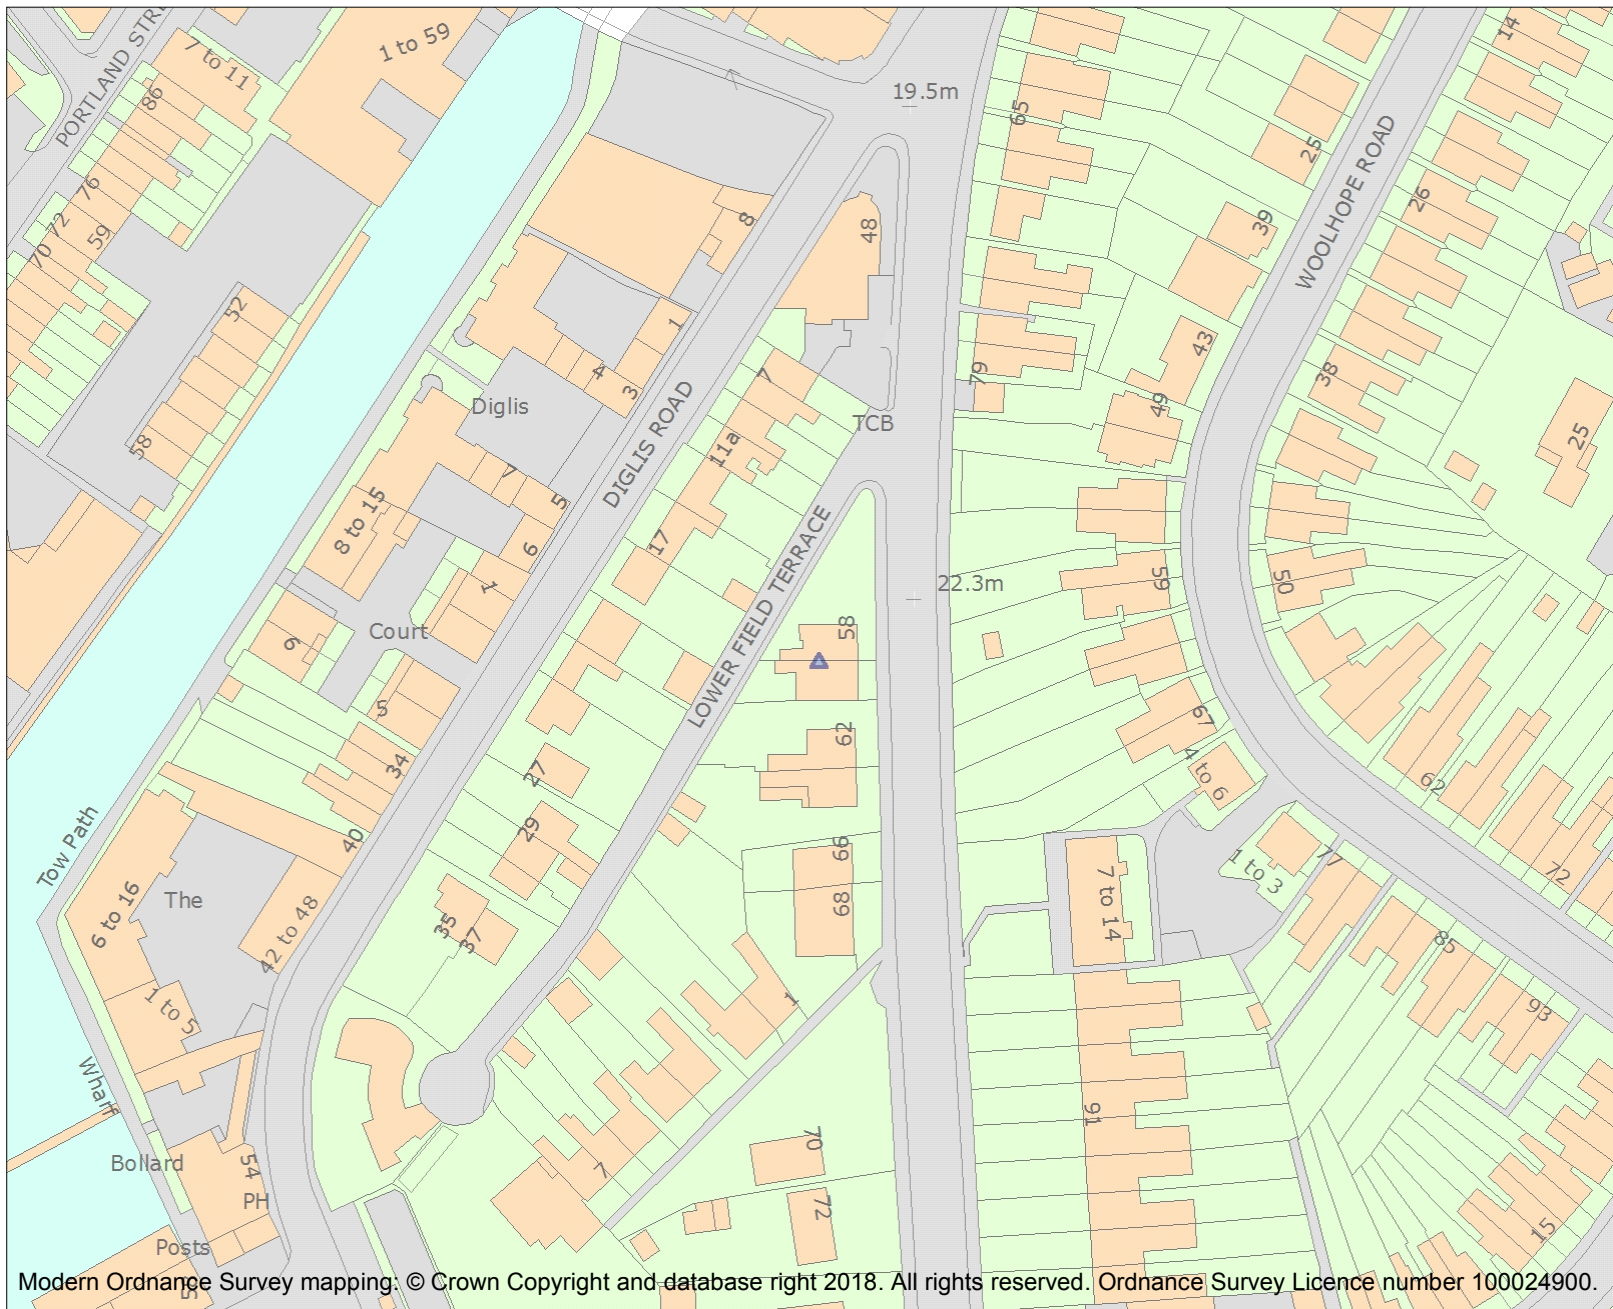 PORTLAND STRE
7 to 11
1 to 59
86
76
72
70
59
52
58
19.5m
65
14
25
WOOLHOPE ROAD
26
39
8
48
1
4
3
43
38
79
49
25
Diglis
DIGLIS ROAD
7
TCB
11a
7
5
8 to 15
6
17
LOWER FIELD TERRACE
1
22.3m
59
50
Court
6
58
5
67
34
62
27
4 to 6
62
Tow Path
40
29
66
1 to 3
77
72
The
6 to 16
42 to 48
35
37
68
7 to 14
85
1 to 5
1
93
Wharf
91
Bollard
54
PH
7
70
72
15
Posts
Modern Ordnance Survey mapping: © Crown Copyright and database right 2018. All rights reserved. Ordnance Survey Licence number 100024900.